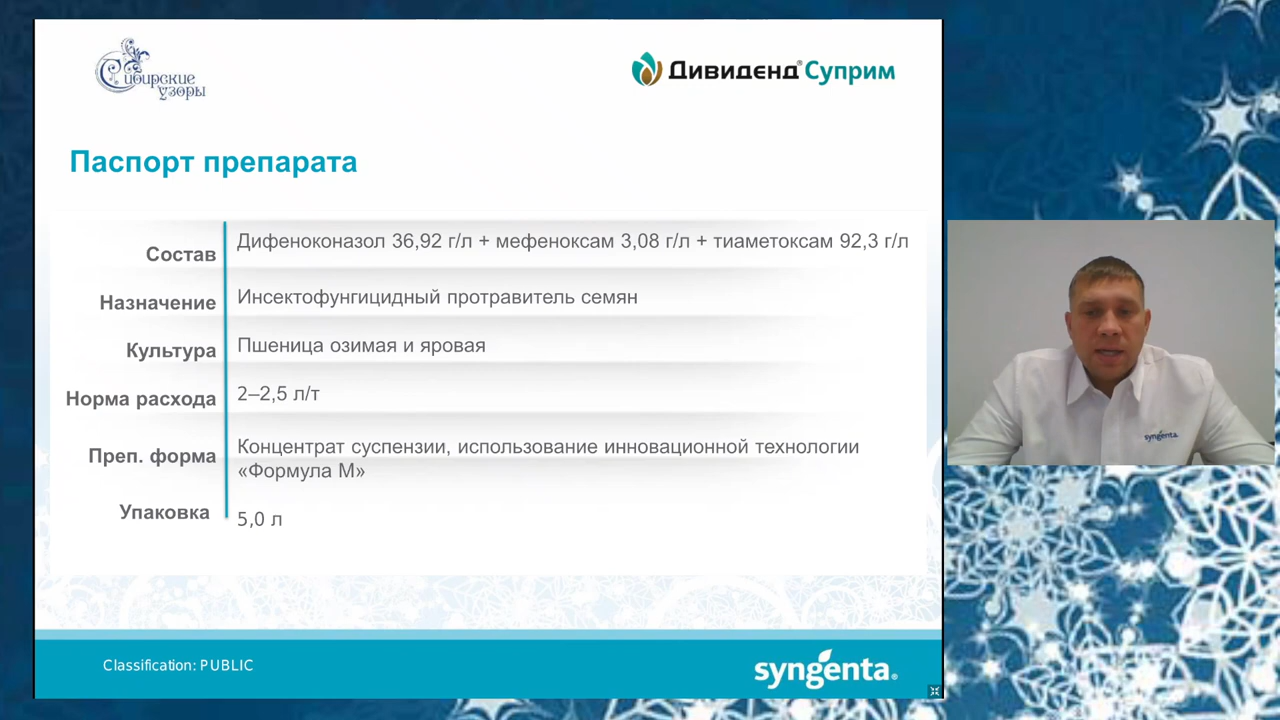 Сибирские
узоры
Дивиденд® Суприм
Паспорт препарата
Состав
Дифеноконазол 36,92 г/л + мефеноксам 3,08 г/л + тиаметоксам 92,3 г/л
Назначение
Инсектофунгицидный протравитель семян
Культура
Пшеница озимая и яровая
Норма расхода
2–2,5 л/т
Преп. форма
Концентрат суспензии, использование инновационной технологии
«Формула М»
Упаковка
5,0 л
Classification: PUBLIC
syngenta®
syngenta